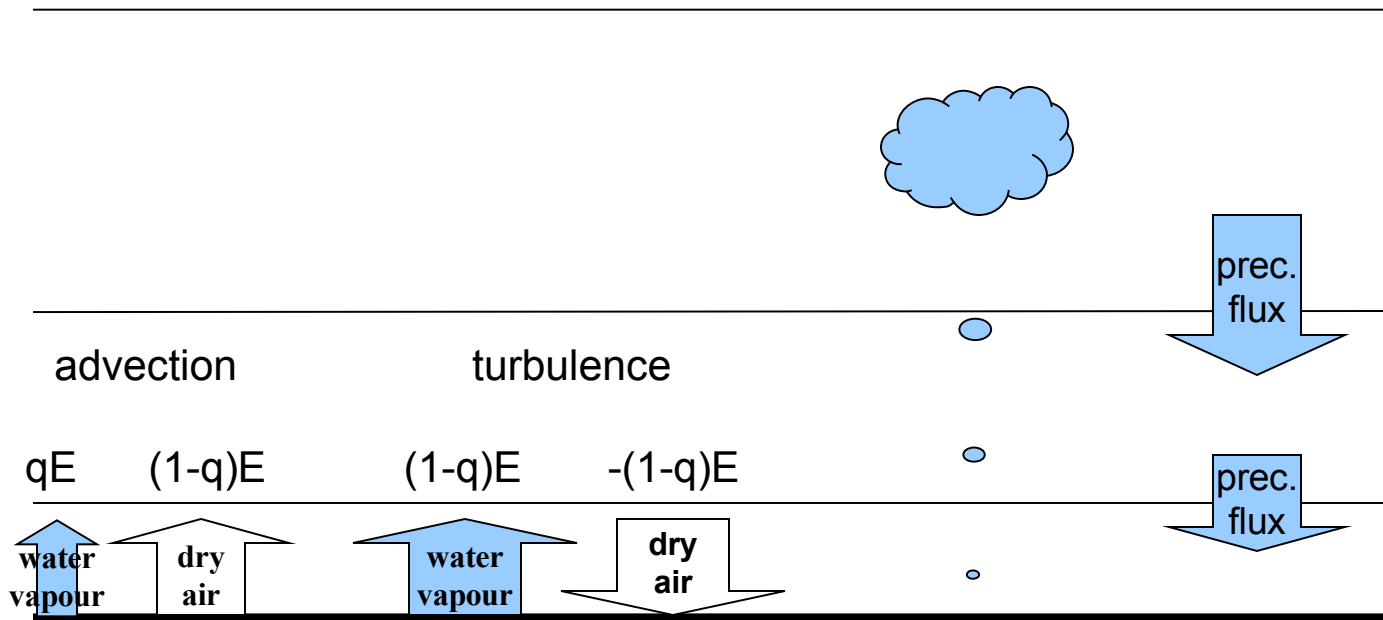 prec.
flux
advection turbulence
qE (1-q)E (1-q)E -(1-q)E
prec.
flux
water
vapour
dry
air
water
vapour
dry
air